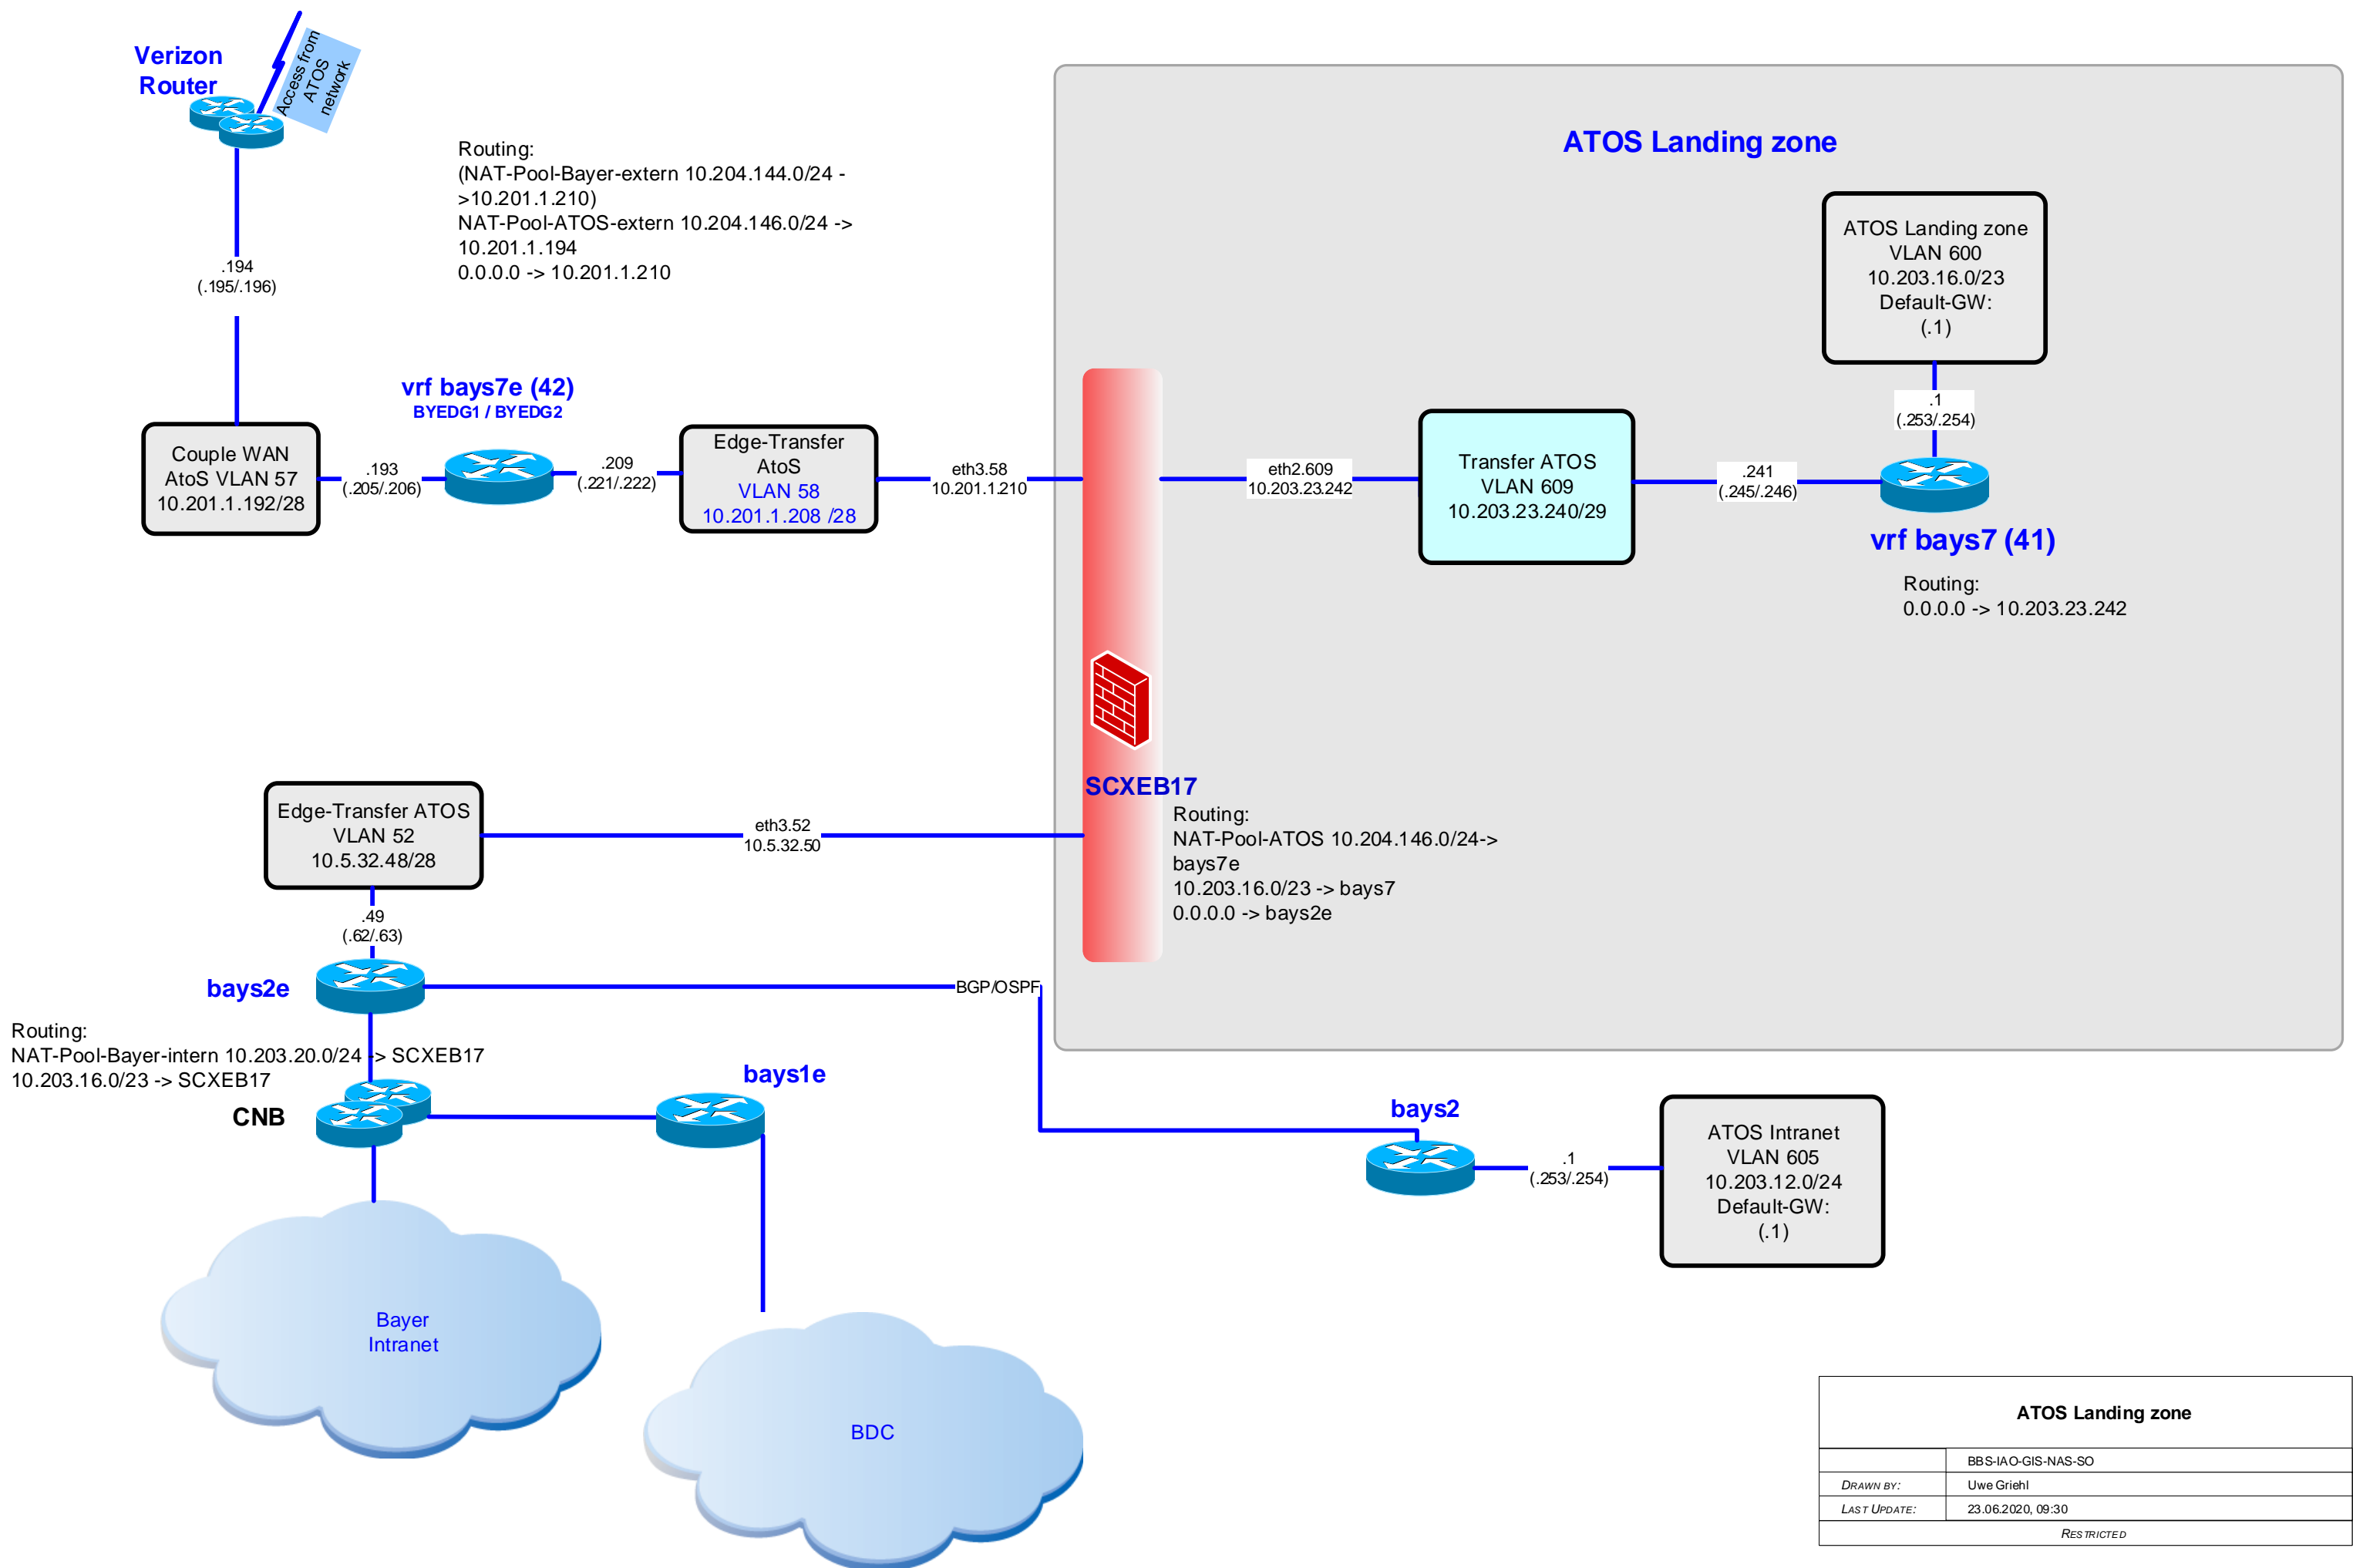 Verizon
Router
Access from
ATOS
network
Routing:
(NAT-Pool-Bayer-extern 10.204.144.0/24 -
>10.201.1.210)
NAT-Pool-ATOS-extern 10.204.146.0/24 ->
10.201.1.194
0.0.0.0 -> 10.201.1.210
ATOS Landing zone
ATOS Landing zone
VLAN 600
10.203.16.0/23
Default-GW:
(.1)
.194
(.195/.196)
vrf bays7e (42)
BYEDG1 / BYEDG2
.1
(.253/.254)
Couple WAN
AtoS VLAN 57
10.201.1.192/28
.193
(.205/.206)
.209
(.221/.222)
Edge-Transfer
AtoS
VLAN 58
10.201.1.208 /28
eth3.58
10.201.1.210
eth2.609
10.203.23.242
Transfer ATOS
VLAN 609
10.203.23.240/29
.241
(.245/.246)
vrf bays7 (41)
Routing:
0.0.0.0 -> 10.203.23.242
SCXEB17
Routing:
NAT-Pool-ATOS 10.204.146.0/24->
bays7e
10.203.16.0/23 -> bays7
0.0.0.0 -> bays2e
Edge-Transfer ATOS
VLAN 52
10.5.32.48/28
eth3.52
10.5.32.50
.49
(.62/.63)
bays2e
BGP/OSPF
Routing:
NAT-Pool-Bayer-intern 10.203.20.0/24 -> SCXEB17
10.203.16.0/23 -> SCXEB17
CNB
bays1e
bays2
.1
(.253/.254)
ATOS Intranet
VLAN 605
10.203.12.0/24
Default-GW:
(.1)
Bayer
Intranet
BDC
ATOS Landing zone
BBS-IAO-GIS-NAS-SO
DRAWN BY: Uwe Griehl
LAST UPDATE: 23.06.2020, 09:30
RESTRICTED